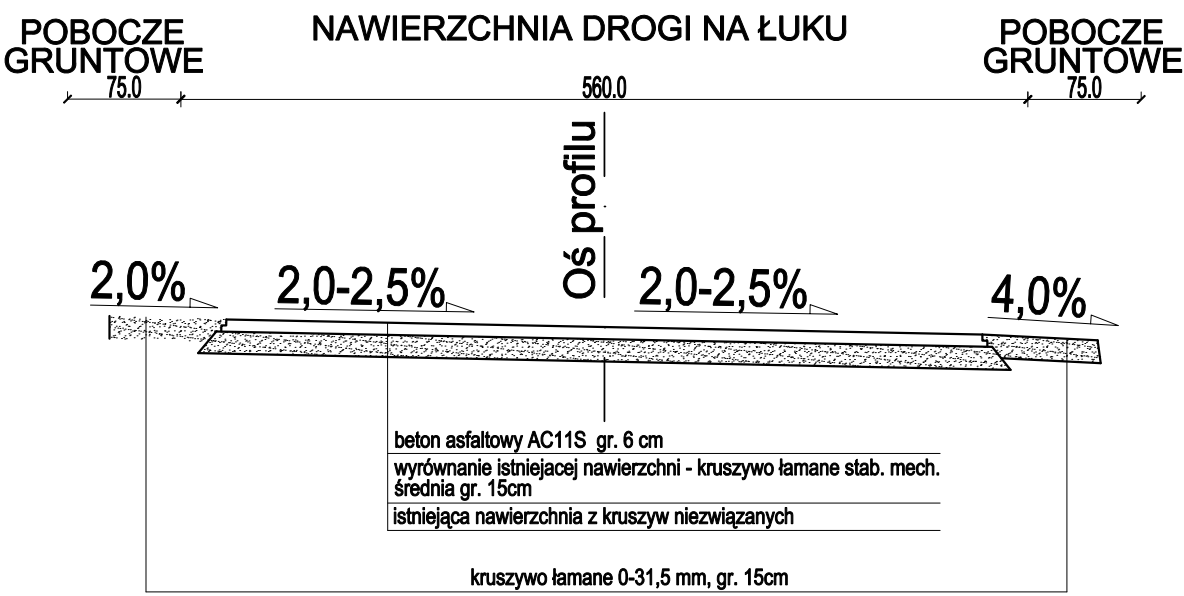 NAWIERZCHNIA DROGI NA ŁUKU
POBOCZE
GRUNTOWE
POBOCZE
GRUNTOWE
75.0
560.0
75.0
Oś profilu
2,0%
2,0-2,5%
2,0-2,5%
4,0%
beton asfaltowy AC11S gr. 6 cm
wyrównanie istniejacej nawierzchni - kruszywo łamane stab. mech.
średnia gr. 15cm
istniejąca nawierzchnia z kruszyw niezwiązanych
kruszywo łamane 0-31,5 mm, gr. 15cm